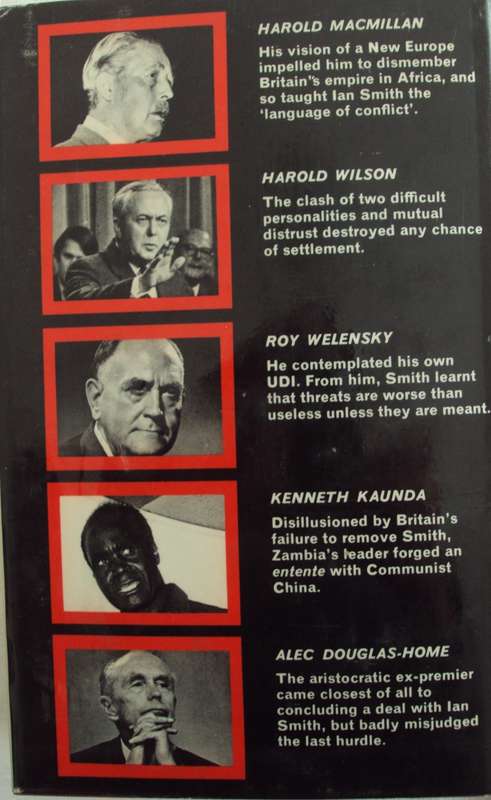 HAROLD MACMILLAN
His vision of a New Europe
impelled him to dismember
Britain's empire in Africa, and
so taught Ian Smith the
'language of conflict'.
HAROLD WILSON
The clash of two difficult
personalities and mutual
distrust destroyed any chance
of settlement.
ROY WELENSKY
He contemplated his own
UDI. From him, Smith learnt
that threats are worse than
useless unless they are meant.
KENNETH KAUNDA
Disillusioned by Britain's
failure to remove Smith,
Zambia's leader forged an
entente with Communist
China.
ALEC DOUGLAS-HOME
The aristocratic ex-premier
came closest of all to
concluding a deal with Ian
Smith, but badly misjudged
the last hurdle.